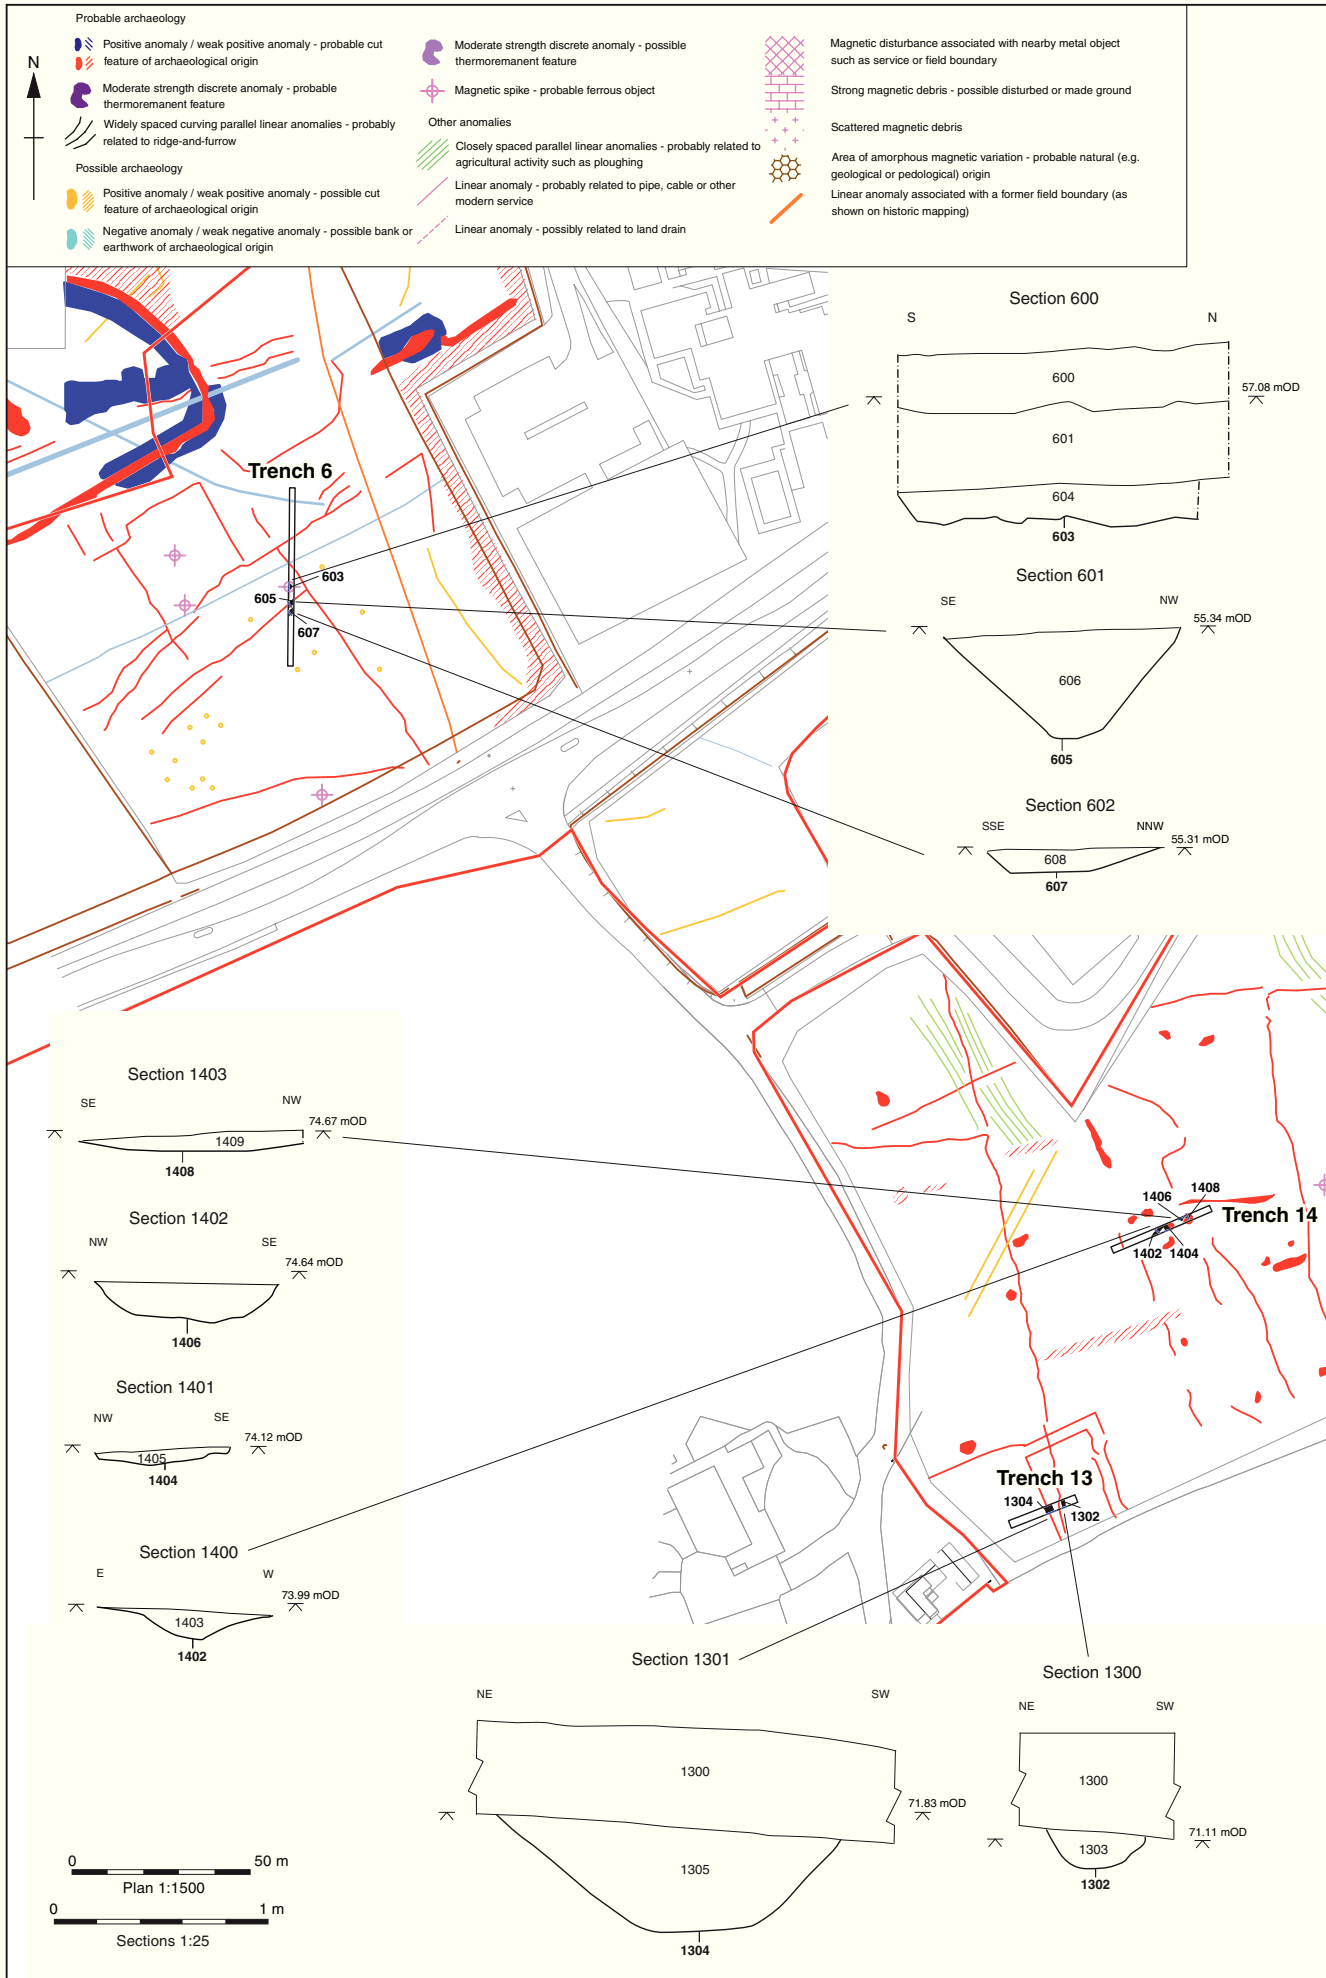 Probable archaeology
N
Positive anomaly / weak positive anomaly - probable cut
feature of archaeological origin
Moderate strength discrete anomaly - probable
thermoremanent feature
Widely spaced curving parallel linear anomalies - probably
related to ridge-and-furrow
Possible archaeology
Positive anomaly / weak positive anomaly - possible cut
feature of archaeological origin
Negative anomaly / weak negative anomaly - possible bank or
earthwork of archaeological origin
Moderate strength discrete anomaly - possible
thermoremanent feature
Magnetic spike - probable ferrous object
Other anomalies
Closely spaced parallel linear anomalies - probably related to
agricultural activity such as ploughing
Linear anomaly - probably related to pipe, cable or other
modern service
Linear anomaly - possibly related to land drain
Magnetic disturbance associated with nearby metal object
such as service or field boundary
Strong magnetic debris - possible disturbed or made ground
Scattered magnetic debris
Area of amorphous magnetic variation - probable natural (e.g.
geological or pedological) origin
Linear anomaly associated with a former field boundary (as
shown on historic mapping)
Section 600
S N
600
57.08 mOD
601
604
603
Trench 6
603
605
607
Section 601
SE NW
55.34 mOD
606
605
Section 602
SSE NNW
55.31 mOD
608
607
Section 1403
SE NW
74.67 mOD
1409
1408
Section 1402
NW SE
74.64 mOD
1406
Section 1401
NW SE
74.12 mOD
1405
1404
Section 1400
E W
73.99 mOD
1403
1402
1406 1408
Trench 14
1402 1404
Trench 13
1304
1302
Section 1301
NE SW
1300
71.83 mOD
1305
1304
Section 1300
NE SW
1300
71.11 mOD
1303
1302
0 50 m
Plan 1:1500
0 1 m
Sections 1:25